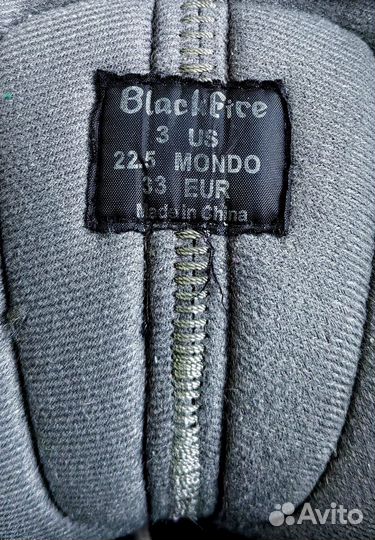 BlackFire
3 US
22.5 MONDO
33 EUR
Made in China
Avito